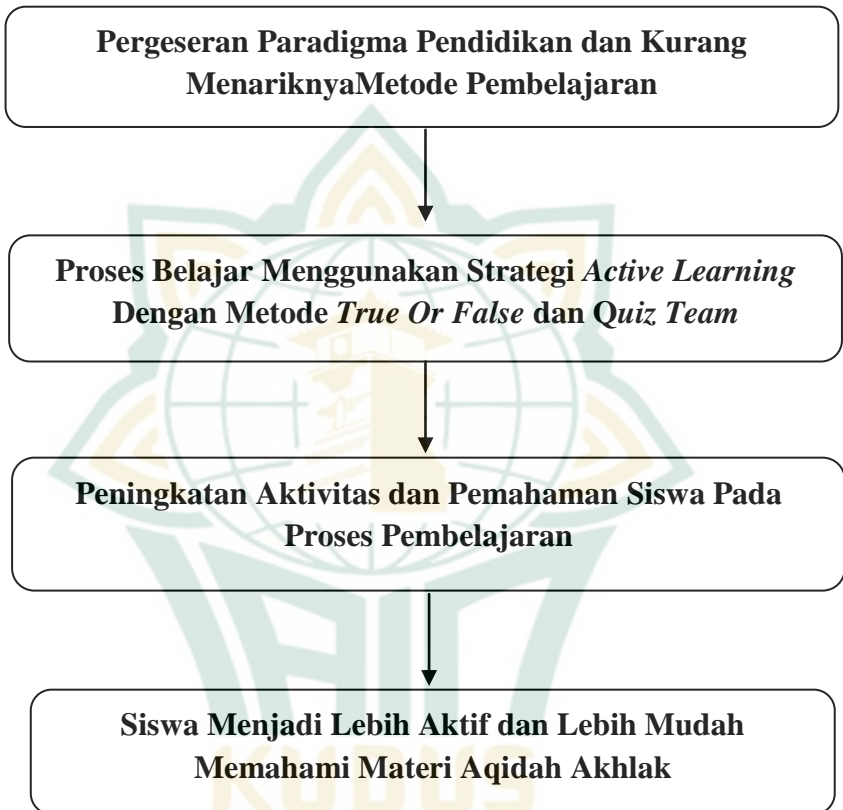 Pergeseran Paradigma Pendidikan dan Kurang
MenariknyaMetode Pembelajaran
Proses Belajar Menggunakan Strategi Active Learning
Dengan Metode True Or False dan Quiz Team
Peningkatan Aktivitas dan Pemahaman Siswa Pada
Proses Pembelajaran
Siswa Menjadi Lebih Aktif dan Lebih Mudah
Memahami Materi Aqidah Akhlak
IAIN
KUDUS